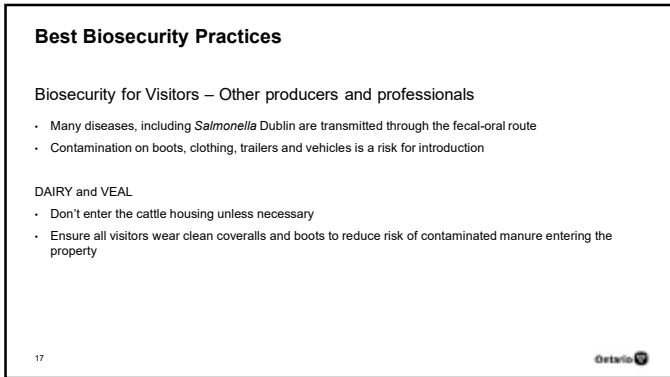 Best Biosecurity Practices
Biosecurity for Visitors – Other producers and professionals
• Many diseases, including Salmonella Dublin are transmitted through the fecal-oral route
• Contamination on boots, clothing, trailers and vehicles is a risk for introduction
DAIRY and VEAL
• Don't enter the cattle housing unless necessary
• Ensure all visitors wear clean coveralls and boots to reduce risk of contaminated manure entering the
property
17
Ontario